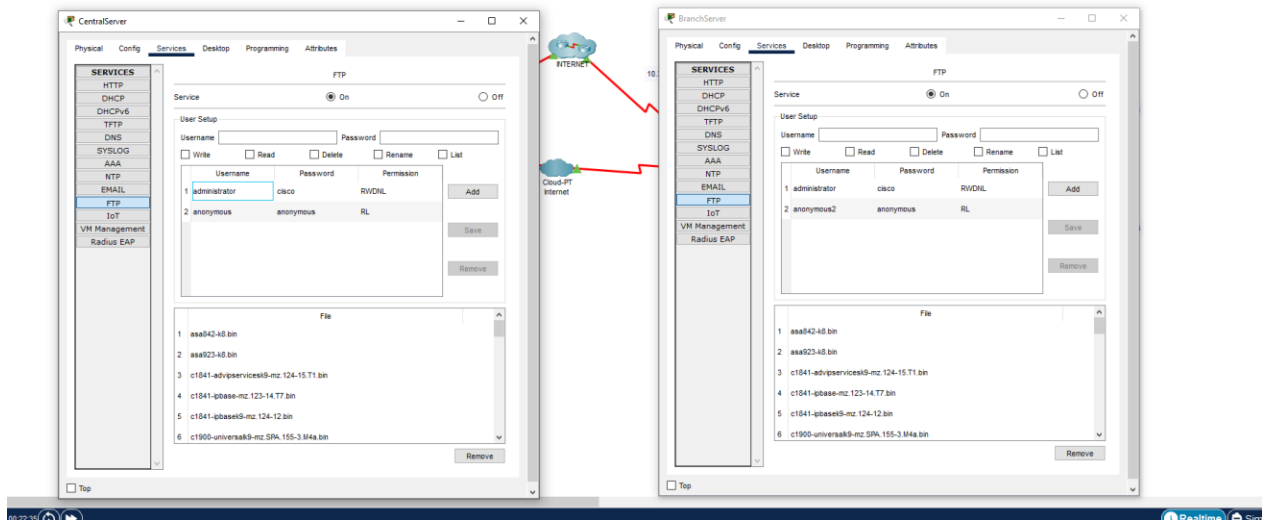 CentralServer
Physical Config Services Desktop Programming Attributes
SERVICES
HTTP
DHCP
DHCPv6
TFTP
DNS
SYSLOG
AAA
NTP
EMAIL
FTP
IoT
VM Management
Radius EAP
FTP
Service On Off
User Setup
Username Password
Write Read Delete Rename List
Username Password Permission
1 administrator cisco RWDNL
2 anonymous anonymous RL
Add
Save
Remove
File
1 asa842-k8.bin
2 asa923-k8.bin
3 c1841-advipservicesk9-mz.124-15.T1.bin
4 c1841-ipbase-mz.123-14.T7.bin
5 c1841-ipbasek9-mz.124-12.bin
6 c1900-universalk9-mz.SPA.155-3.M4a.bin
Remove
Top
INTERNET
10.
Cloud-PT
Internet
BranchServer
Physical Config Services Desktop Programming Attributes
SERVICES
HTTP
DHCP
DHCPv6
TFTP
DNS
SYSLOG
AAA
NTP
EMAIL
FTP
IoT
VM Management
Radius EAP
FTP
Service On Off
User Setup
Username Password
Write Read Delete Rename List
Username Password Permission
1 administrator cisco RWDNL
2 anonymous2 anonymous RL
Add
Save
Remove
File
1 asa842-k8.bin
2 asa923-k8.bin
3 c1841-advipservicesk9-mz.124-15.T1.bin
4 c1841-ipbase-mz.123-14.T7.bin
5 c1841-ipbasek9-mz.124-12.bin
6 c1900-universalk9-mz.SPA.155-3.M4a.bin
Remove
Top
00:22:35
Realtime Sim